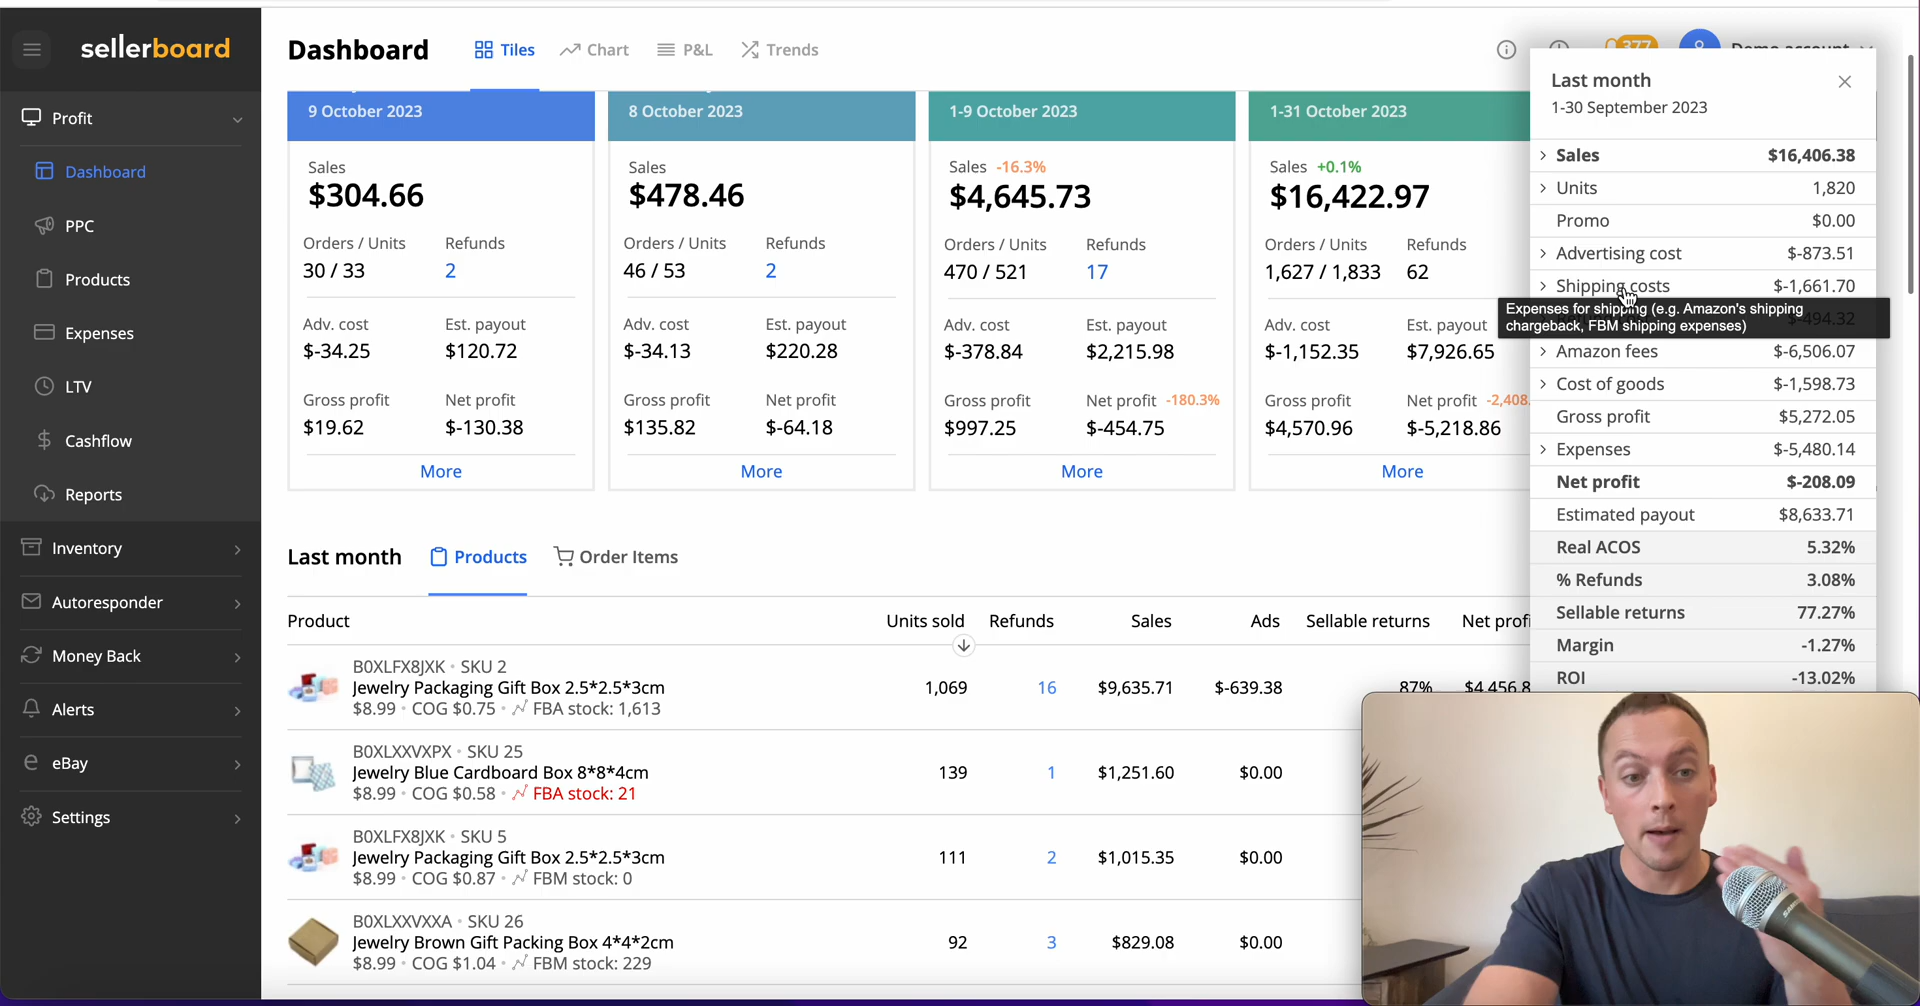 sellerboard
Dashboard
Tiles
Chart
P&L
Trends
377
Demo account
Profit
Dashboard
PPC
Products
Expenses
LTV
Cashflow
Reports
Inventory
Autoresponder
Money Back
Alerts
eBay
Settings
9 October 2023
Sales
$304.66
Orders / Units Refunds
30 / 33 2
Adv. cost Est. payout
$-34.25 $120.72
Gross profit Net profit
$19.62 $-130.38
More
8 October 2023
Sales
$478.46
Orders / Units Refunds
46 / 53 2
Adv. cost Est. payout
$-34.13 $220.28
Gross profit Net profit
$135.82 $-64.18
More
1-9 October 2023
Sales -16.3%
$4,645.73
Orders / Units Refunds
470 / 521 17
Adv. cost Est. payout
$-378.84 $2,215.98
Gross profit Net profit -180.3%
$997.25 $-454.75
More
1-31 October 2023
Sales +0.1%
$16,422.97
Orders / Units Refunds
1,627 / 1,833 62
Adv. cost Est. payout
$-1,152.35 $7,926.65
Gross profit Net profit -2,408.
$4,570.96 $-5,218.86
More
Last month
1-30 September 2023
Sales $16,406.38
Units 1,820
Promo $0.00
Advertising cost $-873.51
Shipping costs $-1,661.70
Expenses for shipping (e.g. Amazon's shipping
chargeback, FBM shipping expenses)
$-494.32
Amazon fees $-6,506.07
Cost of goods $-1,598.73
Gross profit $5,272.05
Expenses $-5,480.14
Net profit $-208.09
Estimated payout $8,633.71
Real ACOS 5.32%
% Refunds 3.08%
Sellable returns 77.27%
Margin -1.27%
ROI -13.02%
Last month Products Order Items
Product Units sold Refunds Sales Ads Sellable returns Net profi
B0XLFX8JXK • SKU 2
Jewelry Packaging Gift Box 2.5*2.5*3cm 1,069 16 $9,635.71 $-639.38 87% $4,456.8
$8.99 • COG $0.75 • FBA stock: 1,613
B0XLXXVXPX • SKU 25
Jewelry Blue Cardboard Box 8*8*4cm 139 1 $1,251.60 $0.00
$8.99 • COG $0.58 • FBA stock: 21
B0XLFX8JXK • SKU 5
Jewelry Packaging Gift Box 2.5*2.5*3cm 111 2 $1,015.35 $0.00
$8.99 • COG $0.87 • FBM stock: 0
B0XLXXVXXA • SKU 26
Jewelry Brown Gift Packing Box 4*4*2cm 92 3 $829.08 $0.00
$8.99 • COG $1.04 • FBM stock: 229